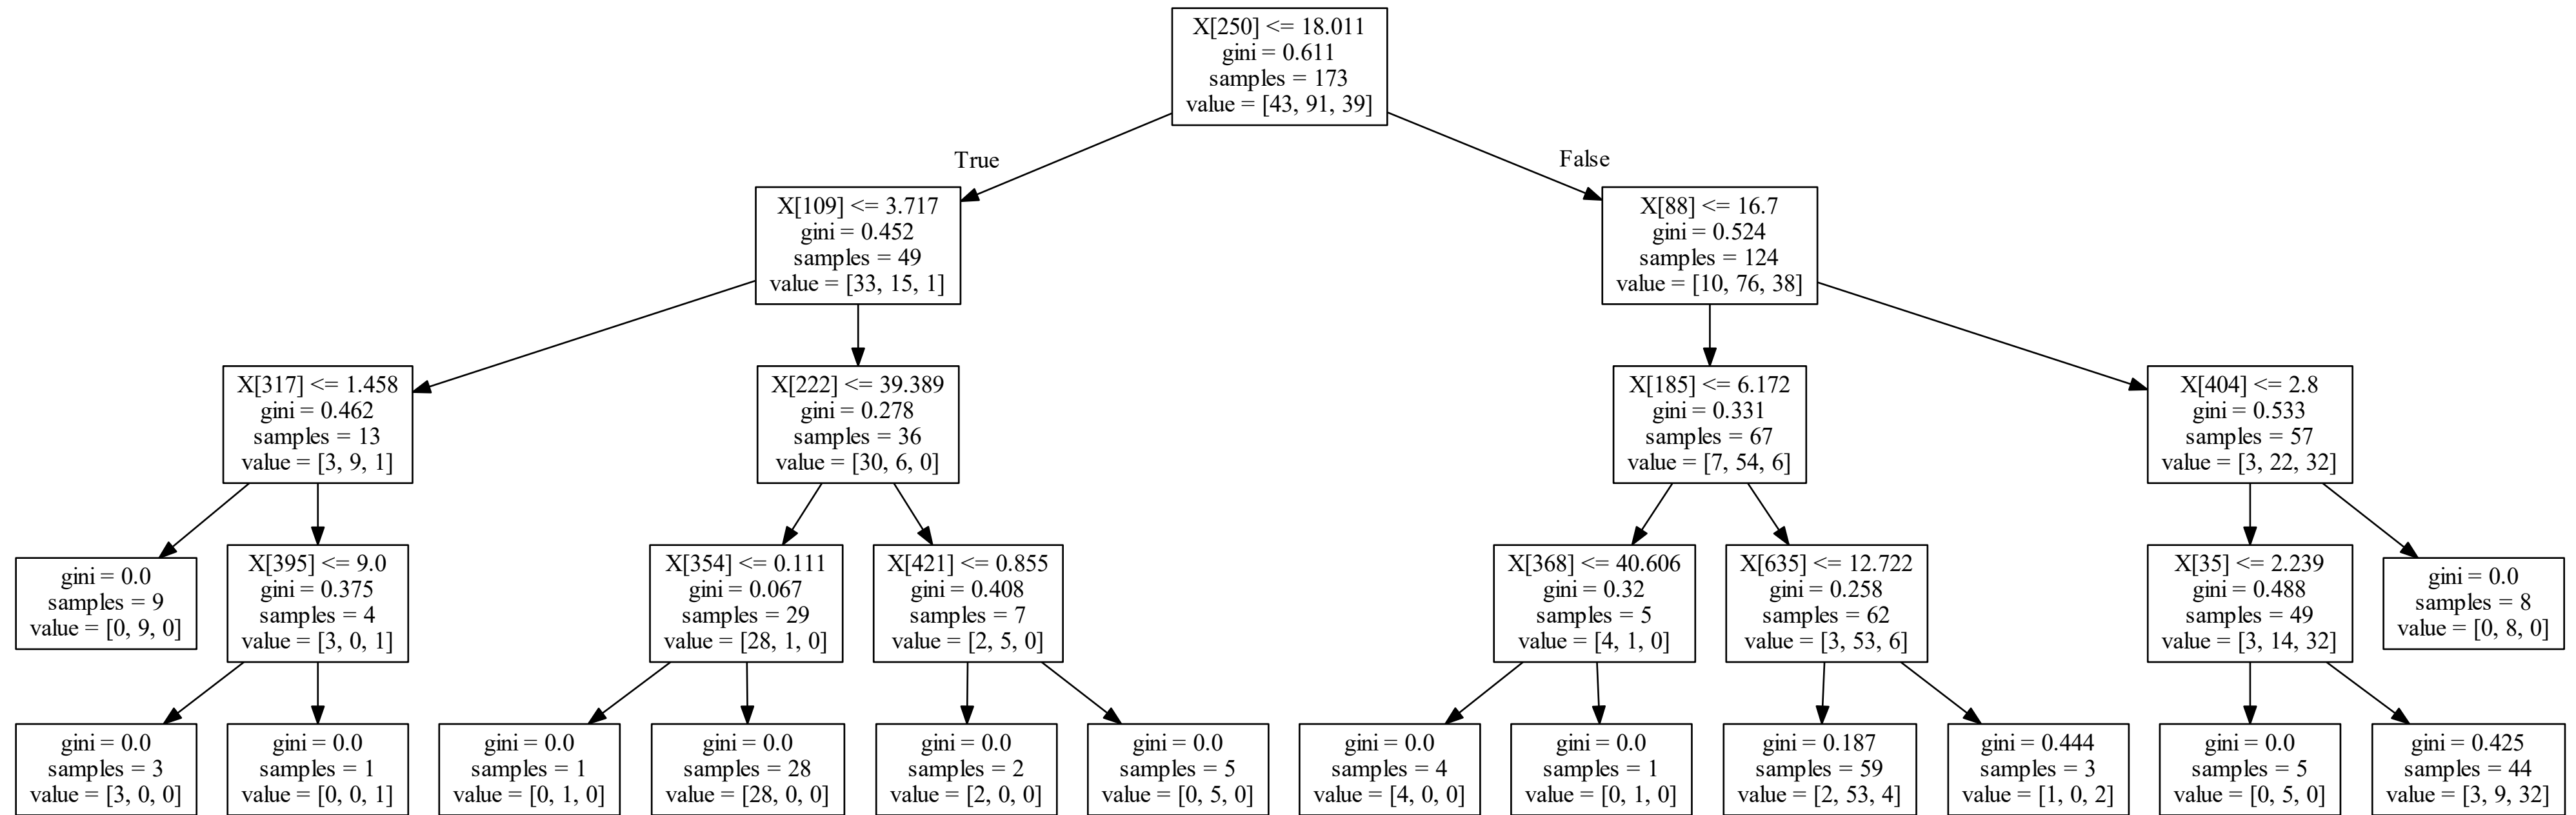 X[250] <= 18.011
gini = 0.611
samples = 173
value = [43, 91, 39]
True
False
X[109] <= 3.717
gini = 0.452
samples = 49
value = [33, 15, 1]
X[88] <= 16.7
gini = 0.524
samples = 124
value = [10, 76, 38]
X[317] <= 1.458
gini = 0.462
samples = 13
value = [3, 9, 1]
X[222] <= 39.389
gini = 0.278
samples = 36
value = [30, 6, 0]
X[185] <= 6.172
gini = 0.331
samples = 67
value = [7, 54, 6]
X[404] <= 2.8
gini = 0.533
samples = 57
value = [3, 22, 32]
gini = 0.0
samples = 9
value = [0, 9, 0]
X[395] <= 9.0
gini = 0.375
samples = 4
value = [3, 0, 1]
X[354] <= 0.111
gini = 0.067
samples = 29
value = [28, 1, 0]
X[421] <= 0.855
gini = 0.408
samples = 7
value = [2, 5, 0]
X[368] <= 40.606
gini = 0.32
samples = 5
value = [4, 1, 0]
X[635] <= 12.722
gini = 0.258
samples = 62
value = [3, 53, 6]
X[35] <= 2.239
gini = 0.488
samples = 49
value = [3, 14, 32]
gini = 0.0
samples = 8
value = [0, 8, 0]
gini = 0.0
samples = 3
value = [3, 0, 0]
gini = 0.0
samples = 1
value = [0, 0, 1]
gini = 0.0
samples = 1
value = [0, 1, 0]
gini = 0.0
samples = 28
value = [28, 0, 0]
gini = 0.0
samples = 2
value = [2, 0, 0]
gini = 0.0
samples = 5
value = [0, 5, 0]
gini = 0.0
samples = 4
value = [4, 0, 0]
gini = 0.0
samples = 1
value = [0, 1, 0]
gini = 0.187
samples = 59
value = [2, 53, 4]
gini = 0.444
samples = 3
value = [1, 0, 2]
gini = 0.0
samples = 5
value = [0, 5, 0]
gini = 0.425
samples = 44
value = [3, 9, 32]